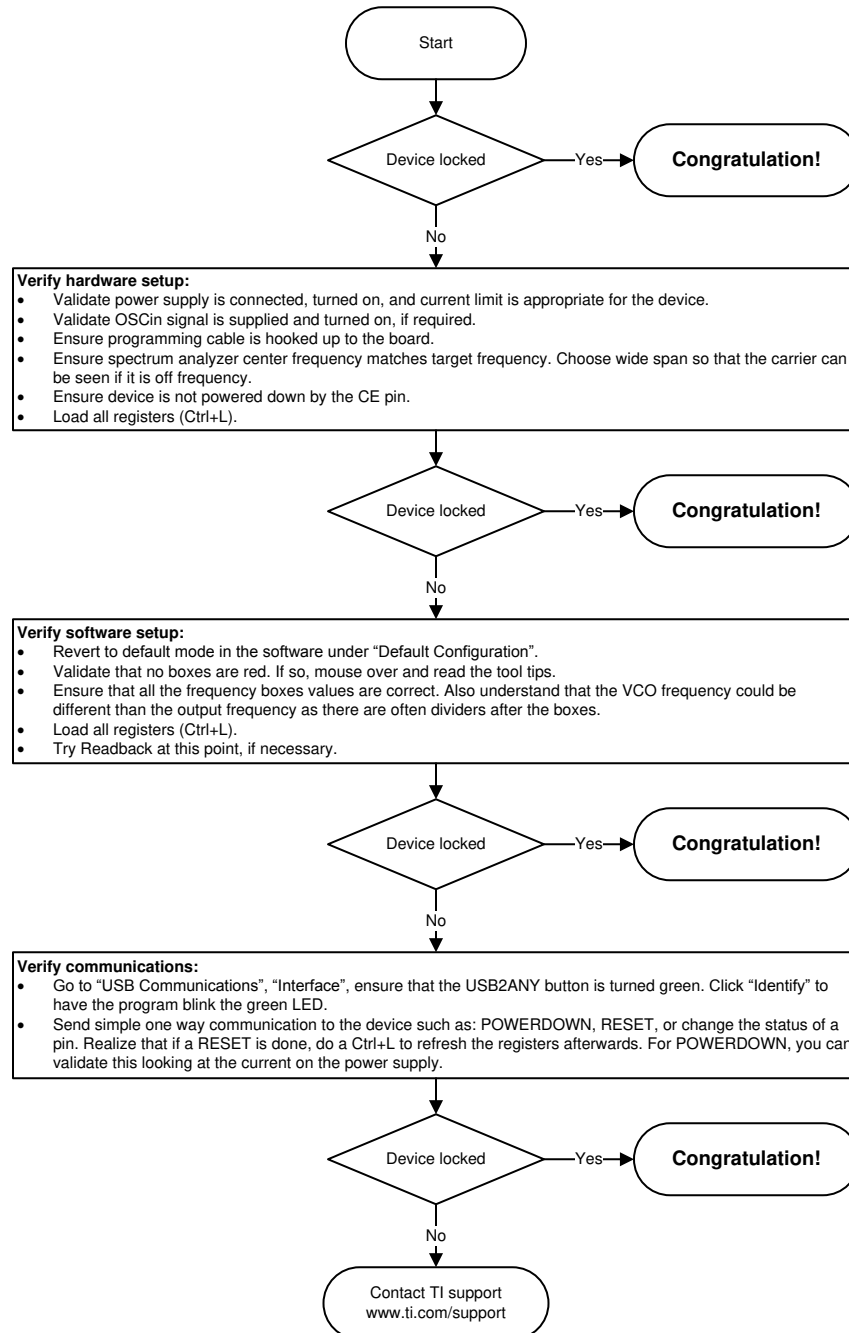 Start
Device locked
Yes
Congratulation!
No
Verify hardware setup:
• Validate power supply is connected, turned on, and current limit is appropriate for the device.
• Validate OSCin signal is supplied and turned on, if required.
• Ensure programming cable is hooked up to the board.
• Ensure spectrum analyzer center frequency matches target frequency. Choose wide span so that the carrier can
be seen if it is off frequency.
• Ensure device is not powered down by the CE pin.
• Load all registers (Ctrl+L).
Device locked
Yes
Congratulation!
No
Verify software setup:
• Revert to default mode in the software under “Default Configuration”.
• Validate that no boxes are red. If so, mouse over and read the tool tips.
• Ensure that all the frequency boxes values are correct. Also understand that the VCO frequency could be
different than the output frequency as there are often dividers after the boxes.
• Load all registers (Ctrl+L).
• Try Readback at this point, if necessary.
Device locked
Yes
Congratulation!
No
Verify communications:
• Go to “USB Communications”, “Interface”, ensure that the USB2ANY button is turned green. Click “Identify” to
have the program blink the green LED.
• Send simple one way communication to the device such as: POWERDOWN, RESET, or change the status of a
pin. Realize that if a RESET is done, do a Ctrl+L to refresh the registers afterwards. For POWERDOWN, you can
validate this looking at the current on the power supply.
Device locked
Yes
Congratulation!
No
Contact TI support
www.ti.com/support